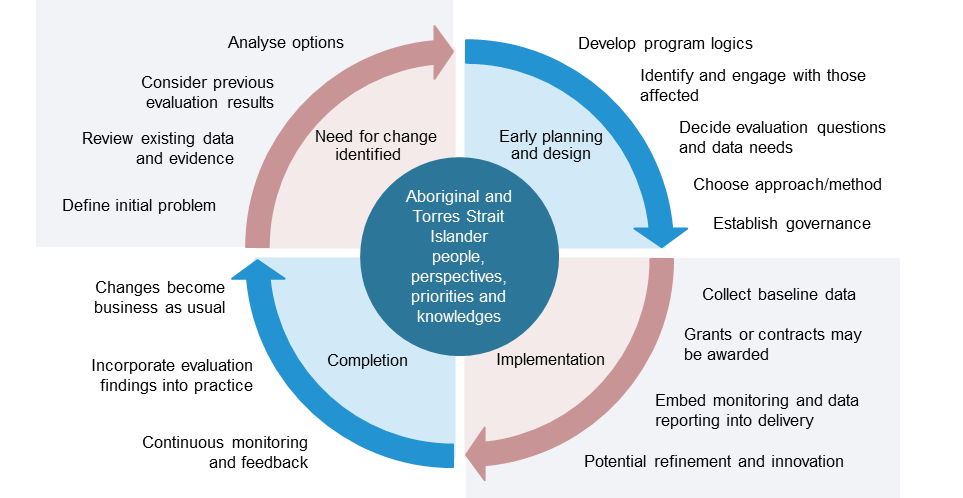 Analyse options
Consider previous
evaluation results
Review existing data
and evidence
Define initial problem
Need for change
identified
Early planning
and design
Develop program logics
Identify and engage with those
affected
Decide evaluation questions
and data needs
Choose approach/method
Establish governance
Aboriginal and
Torres Strait
Islander
people,
perspectives,
priorities and
knowledges
Implementation
Collect baseline data
Grants or contracts may
be awarded
Embed monitoring and data
reporting into delivery
Potential refinement and innovation
Completion
Changes become
business as usual
Incorporate evaluation
findings into practice
Continuous monitoring
and feedback